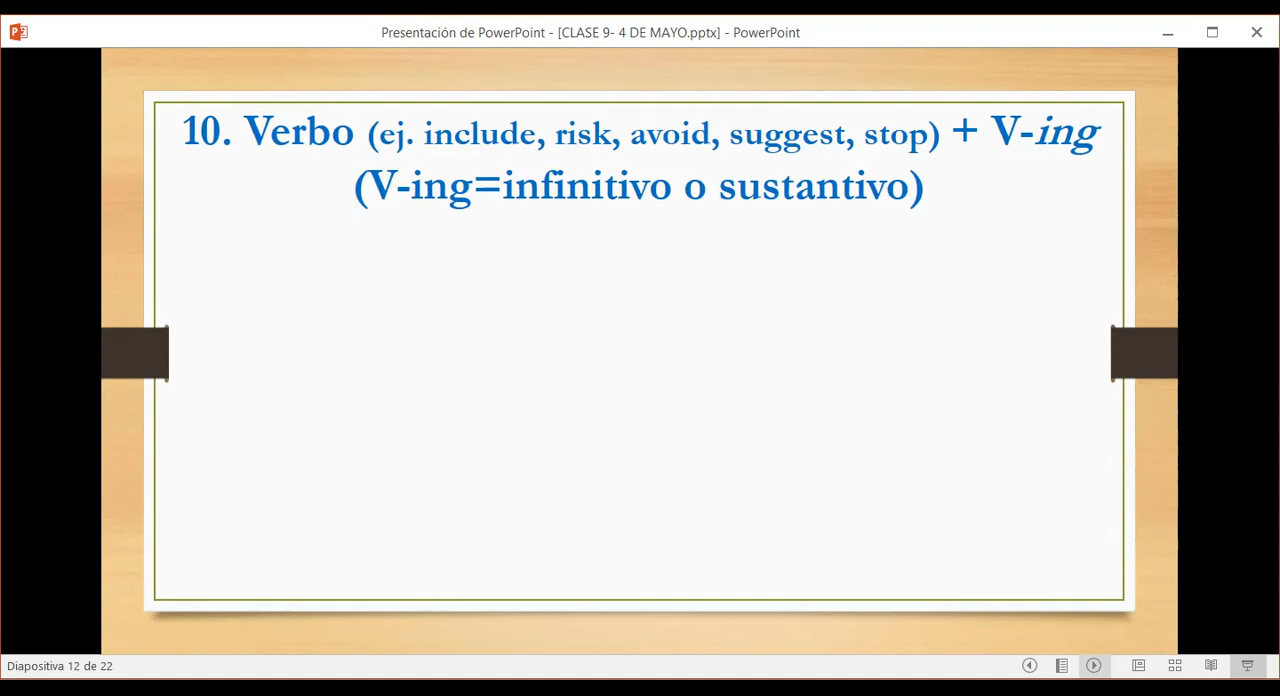 Presentación de PowerPoint - [CLASE 9- 4 DE MAYO.pptx] - PowerPoint
10. Verbo (ej. include, risk, avoid, suggest, stop) + V-ing
(V-ing=infinitivo o sustantivo)
Diapositiva 12 de 22